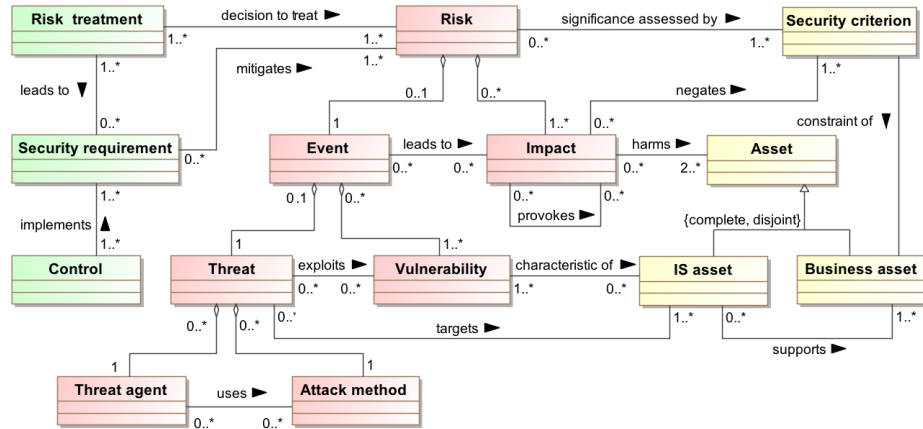 Risk treatment
decision to treat
Risk
significance assessed by
Security criterion
1..*
1..*
0..*
1..*
1..*
mitigates
1..*
1..*
leads to
0..1
0..*
negates
0..*
1
1..*
0..*
constraint of
Security requirement
0..*
Event
leads to
Impact
harms
Asset
0..*
0..*
0..*
2..*
1..*
0.1
0..*
0..*
0..*
provokes
implements
{complete, disjoint}
1..*
1
1..*
Control
Threat
exploits
Vulnerability
characteristic of
IS asset
Business asset
0..*
0..*
1..*
0..*
0..*
0..*
0..*
targets
1..*
0..*
1..*
supports
1
1
Threat agent
uses
Attack method
0..*
0..*